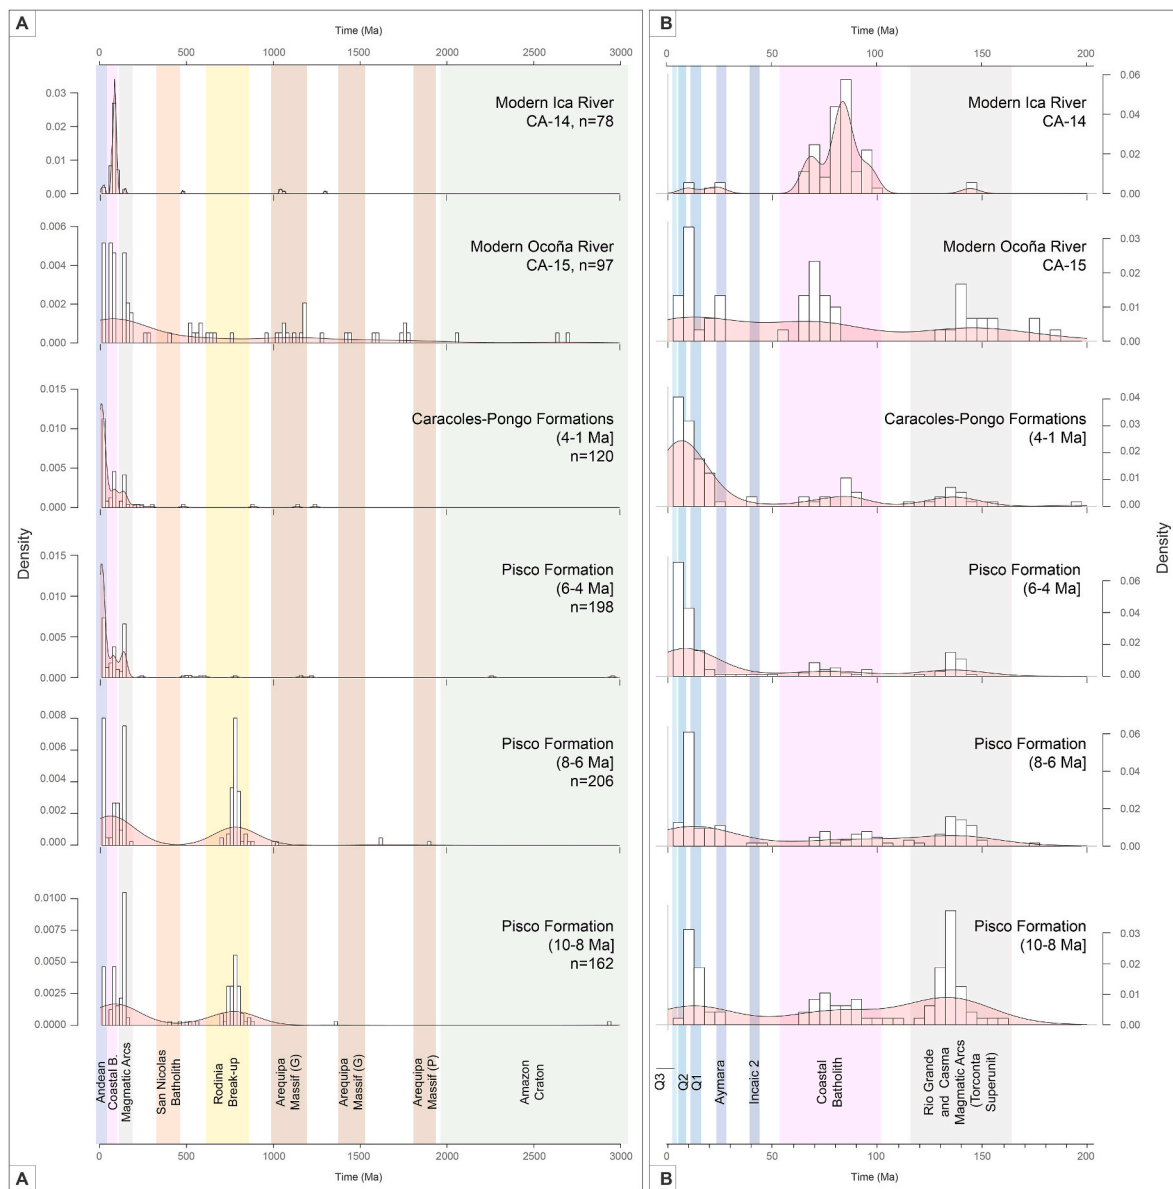 A
Time (Ma)
0 500 1000 1500 2000 2500 3000
0.03
0.02
0.01
0.00
Modern Ica River
CA-14, n=78
0.006
0.004
0.002
0.000
Modern Ocoña River
CA-15, n=97
0.015
0.010
0.005
0.000
Caracoles-Pongo Formations
(4-1 Ma]
n=120
Density
0.015
0.010
0.005
0.000
Pisco Formation
(6-4 Ma]
n=198
0.008
0.006
0.004
0.002
0.000
Pisco Formation
(8-6 Ma]
n=206
0.0100
0.0075
0.0050
0.0025
0.0000
Pisco Formation
(10-8 Ma]
n=162
Andean
Coastal B.
Magmatic Arcs
San Nicolas
Batholith
Rodinia
Break-up
Arequipa
Massif (G)
Arequipa
Massif (G)
Arequipa
Massif (P)
Amazon
Craton
0 500 1000 1500 2000 2500 3000
Time (Ma)
A
B
Time (Ma)
0 50 100 150 200
Modern Ica River
CA-14
0.06
0.04
0.02
0.00
Modern Ocoña River
CA-15
0.03
0.02
0.01
0.00
Caracoles-Pongo Formations
(4-1 Ma]
0.04
0.03
0.02
0.01
0.00
Density
Pisco Formation
(6-4 Ma]
0.06
0.04
0.02
0.00
Pisco Formation
(8-6 Ma]
0.06
0.04
0.02
0.00
Pisco Formation
(10-8 Ma]
0.03
0.02
0.01
0.00
Q3
Q2
Q1
Aymara
Incaic 2
Coastal
Batholith
Rio Grande
and Casma
Magmatic Arcs
(Torconta
Superunit)
0 50 100 150 200
Time (Ma)
B